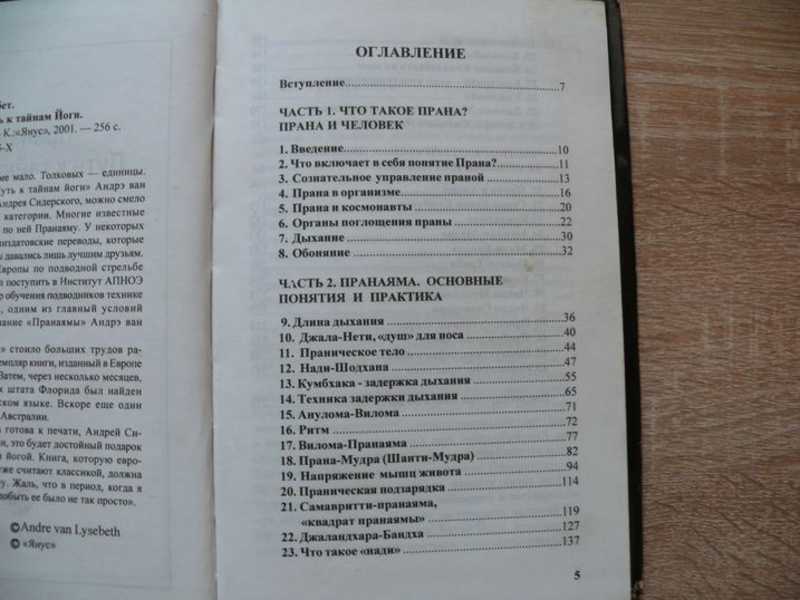 бет.
ь к тайнам Йоги.
К.: «Янус», 2001. — 256 с.
-X
ме мало. Толковых — единицы.
уть к тайнам йоги» Андрэ ван
Андрея Сидерского, можно смело
категории. Многие известные
по ней Пранаяму. У некоторых
миздатовские переводы, которые
ы давались лишь лучшим друзьям.
Европы по подводной стрельбе
л поступить в Институт АПНОЭ
р обучения подводников технике
, одним из главный условий
ание «Пранаямы» Андрэ ван
» стоило больших трудов ра-
земпляр книги, изданный в Европе
Затем, через несколько месяцев,
х штата Флорида был найден
ском языке. Вскоре еще один
Австралии.
а готова к печати, Андрей Си-
и, это будет достойный подарок
йогой. Книга, которую евро-
уже считают классикой, должна
у. Жаль, что в период, когда я
добыть ее было не так просто».
©Andre van Lysebeth
© «Янус»
ОГЛАВЛЕНИЕ
Вступление 7
ЧАСТЬ 1. ЧТО ТАКОЕ ПРАНА?
ПРАНА И ЧЕЛОВЕК
1. Введение 10
2. Что включает в себя понятие Прана? 11
3. Сознательное управление праной 13
4. Прана в организме 16
5. Прана и космонавты 20
6. Органы поглощения праны 22
7. Дыхание 30
8. Обоняние 32
ЧАСТЬ 2. ПРАНАЯМА. ОСНОВНЫЕ
ПОНЯТИЯ И ПРАКТИКА
9. Длина дыхания 36
10. Джала-Нети, «душ» для носа 40
11. Праническое тело 44
12. Нади-Шодхана 47
13. Кумбхака - задержка дыхания 55
14. Техника задержки дыхания 65
15. Анулома-Вилома 71
16. Ритм 72
17. Вилома-Пранаяма 77
18. Прана-Мудра (Шанти-Мудра) 82
19. Напряжение мышц живота 94
20. Праническая подзарядка 114
21. Самавритти-пранаяма,
«квадрат пранаямы» 119
22. Джаландхара-Бандха 127
23. Что такое «нади» 137
5